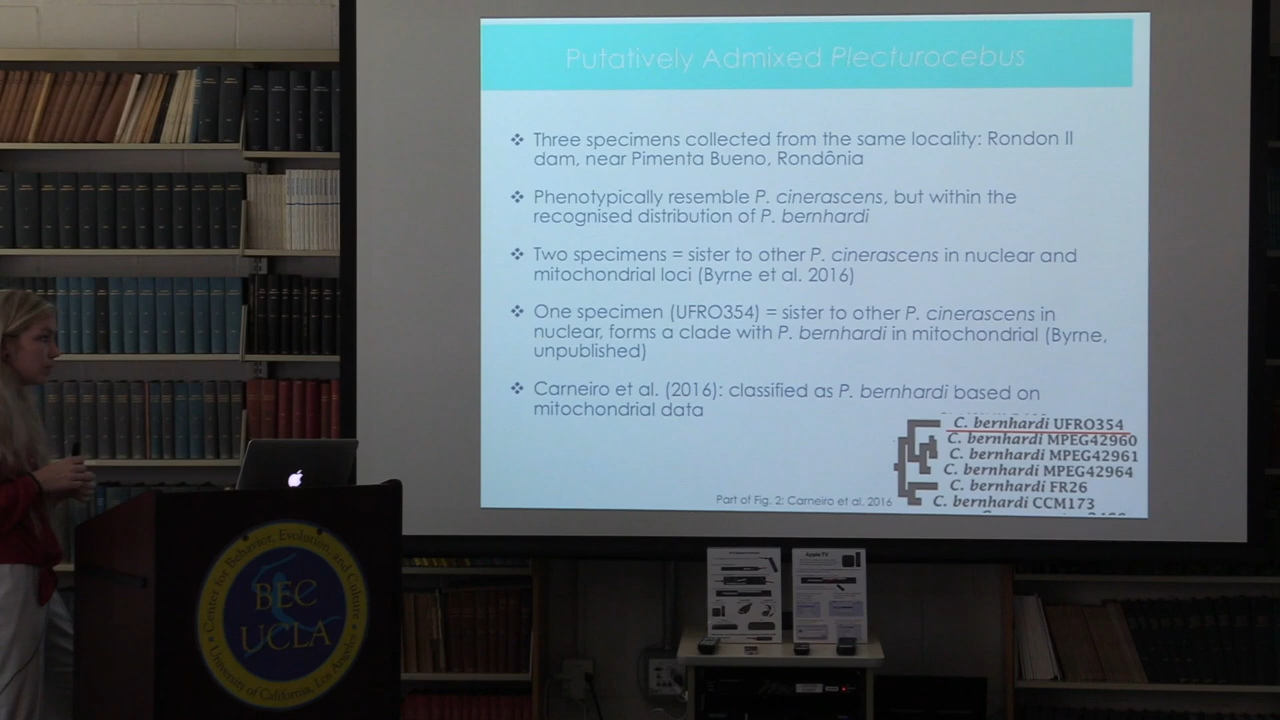 Putatively Admixed Plecturocebus
❖ Three specimens collected from the same locality: Rondon II
dam, near Pimenta Bueno, Rondônia
❖ Phenotypically resemble P. cinerascens, but within the
recognised distribution of P. bernhardi
❖ Two specimens = sister to other P. cinerascens in nuclear and
mitochondrial loci (Byrne et al. 2016)
❖ One specimen (UFRO354) = sister to other P. cinerascens in
nuclear, forms a clade with P. bernhardi in mitochondrial (Byrne,
unpublished)
❖ Carneiro et al. (2016): classified as P. bernhardi based on
mitochondrial data
C. bernhardi UFRO354
C. bernhardi MPEG42960
C. bernhardi MPEG42961
C. bernhardi MPEG42964
C. bernhardi FR26
C. bernhardi CCM173
Part of Fig. 2: Carneiro et al. 2016
Center for Behavior, Evolution, and Culture
BEC
UCLA
University of California, Los Angeles
Apple TV